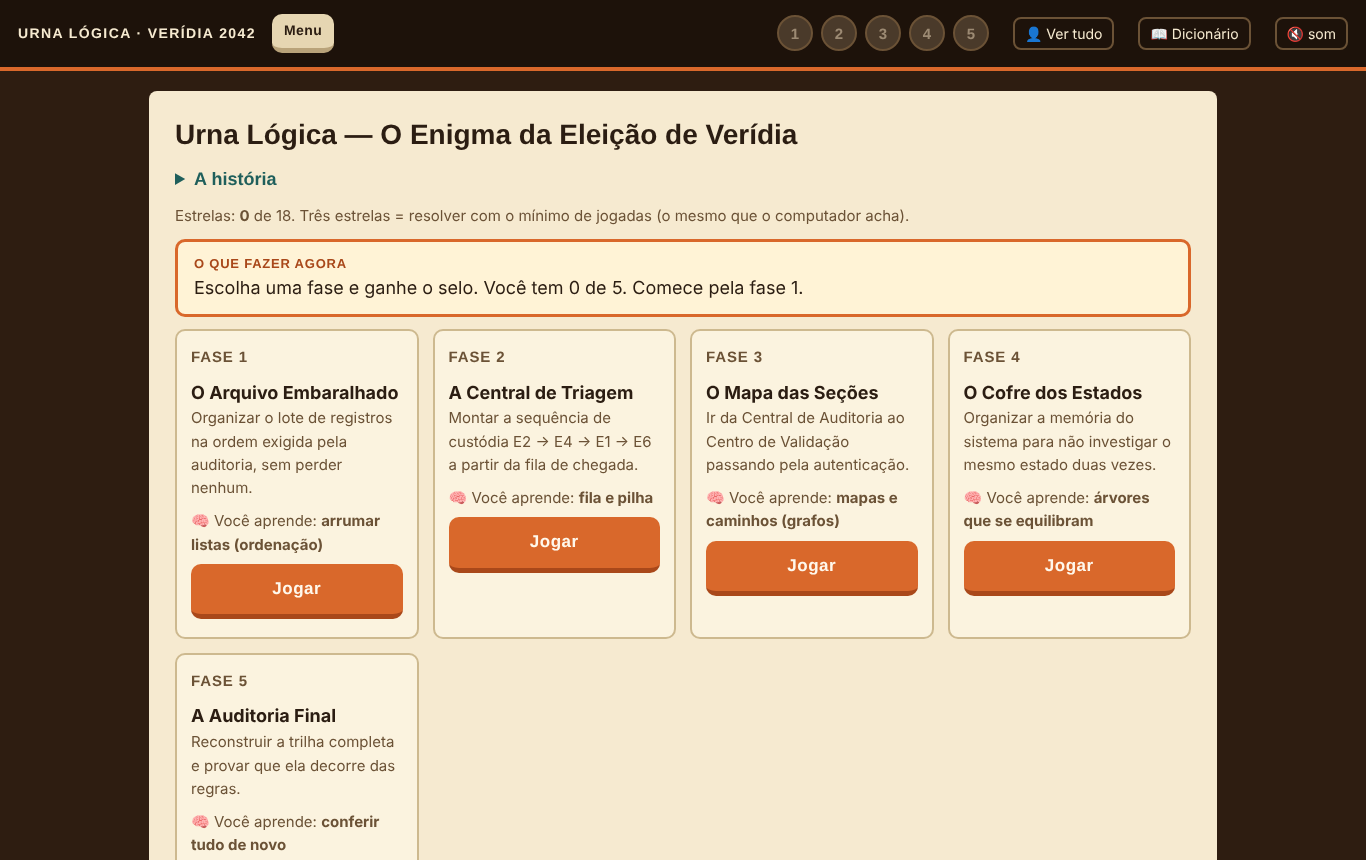 URNA LÓGICA · VERÍDIA 2042
Menu
1 2 3 4 5
👤 Ver tudo
📖 Dicionário
🔇 som
Urna Lógica — O Enigma da Eleição de Verídia
▶ A história
Estrelas: 0 de 18. Três estrelas = resolver com o mínimo de jogadas (o mesmo que o computador acha).
O QUE FAZER AGORA
Escolha uma fase e ganhe o selo. Você tem 0 de 5. Comece pela fase 1.
FASE 1
O Arquivo Embaralhado
Organizar o lote de registros
na ordem exigida pela
auditoria, sem perder
nenhum.
🧠 Você aprende: arrumar
listas (ordenação)
Jogar
FASE 2
A Central de Triagem
Montar a sequência de
custódia E2 → E4 → E1 → E6
a partir da fila de chegada.
🧠 Você aprende: fila e pilha
Jogar
FASE 3
O Mapa das Seções
Ir da Central de Auditoria ao
Centro de Validação
passando pela autenticação.
🧠 Você aprende: mapas e
caminhos (grafos)
Jogar
FASE 4
O Cofre dos Estados
Organizar a memória do
sistema para não investigar o
mesmo estado duas vezes.
🧠 Você aprende: árvores
que se equilibram
Jogar
FASE 5
A Auditoria Final
Reconstruir a trilha completa
e provar que ela decorre das
regras.
🧠 Você aprende: conferir
tudo de novo